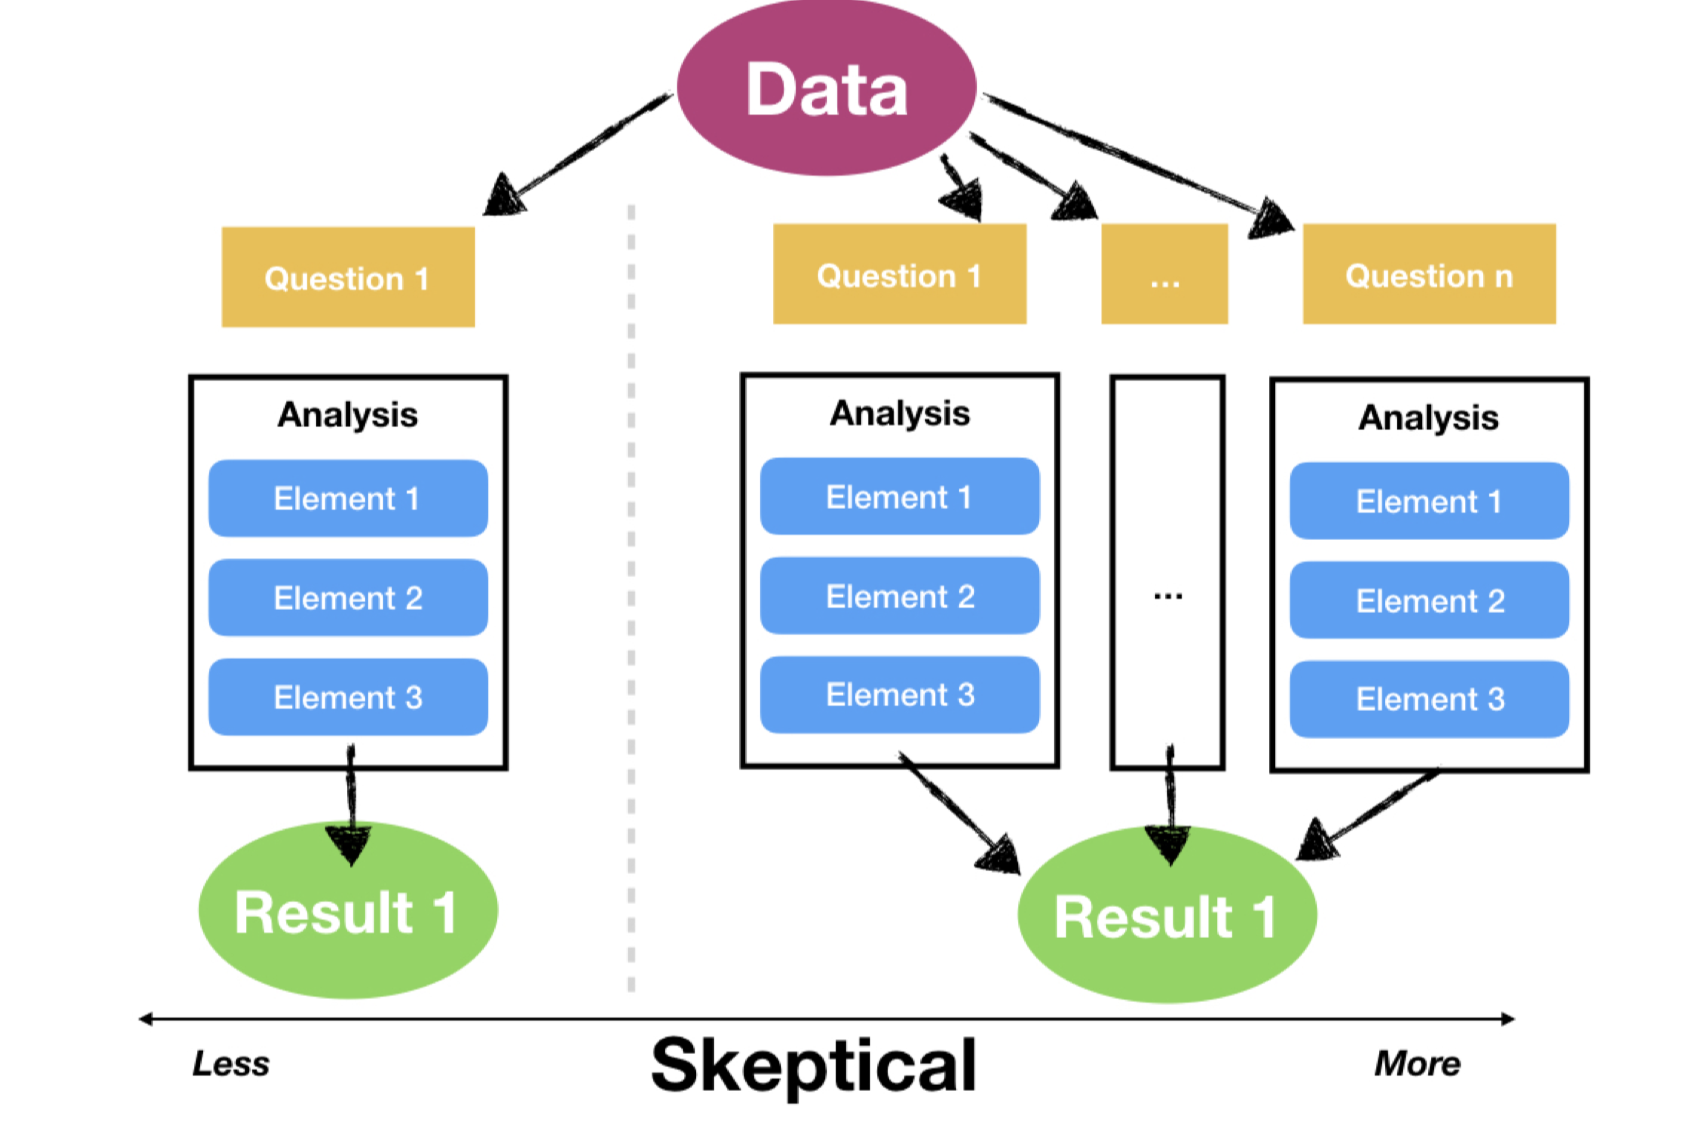 Data
Question 1
Question 1
...
Question n
Analysis
Element 1
Element 2
Element 3
Analysis
Element 1
Element 2
Element 3
...
Analysis
Element 1
Element 2
Element 3
Result 1
Result 1
Less
Skeptical
More